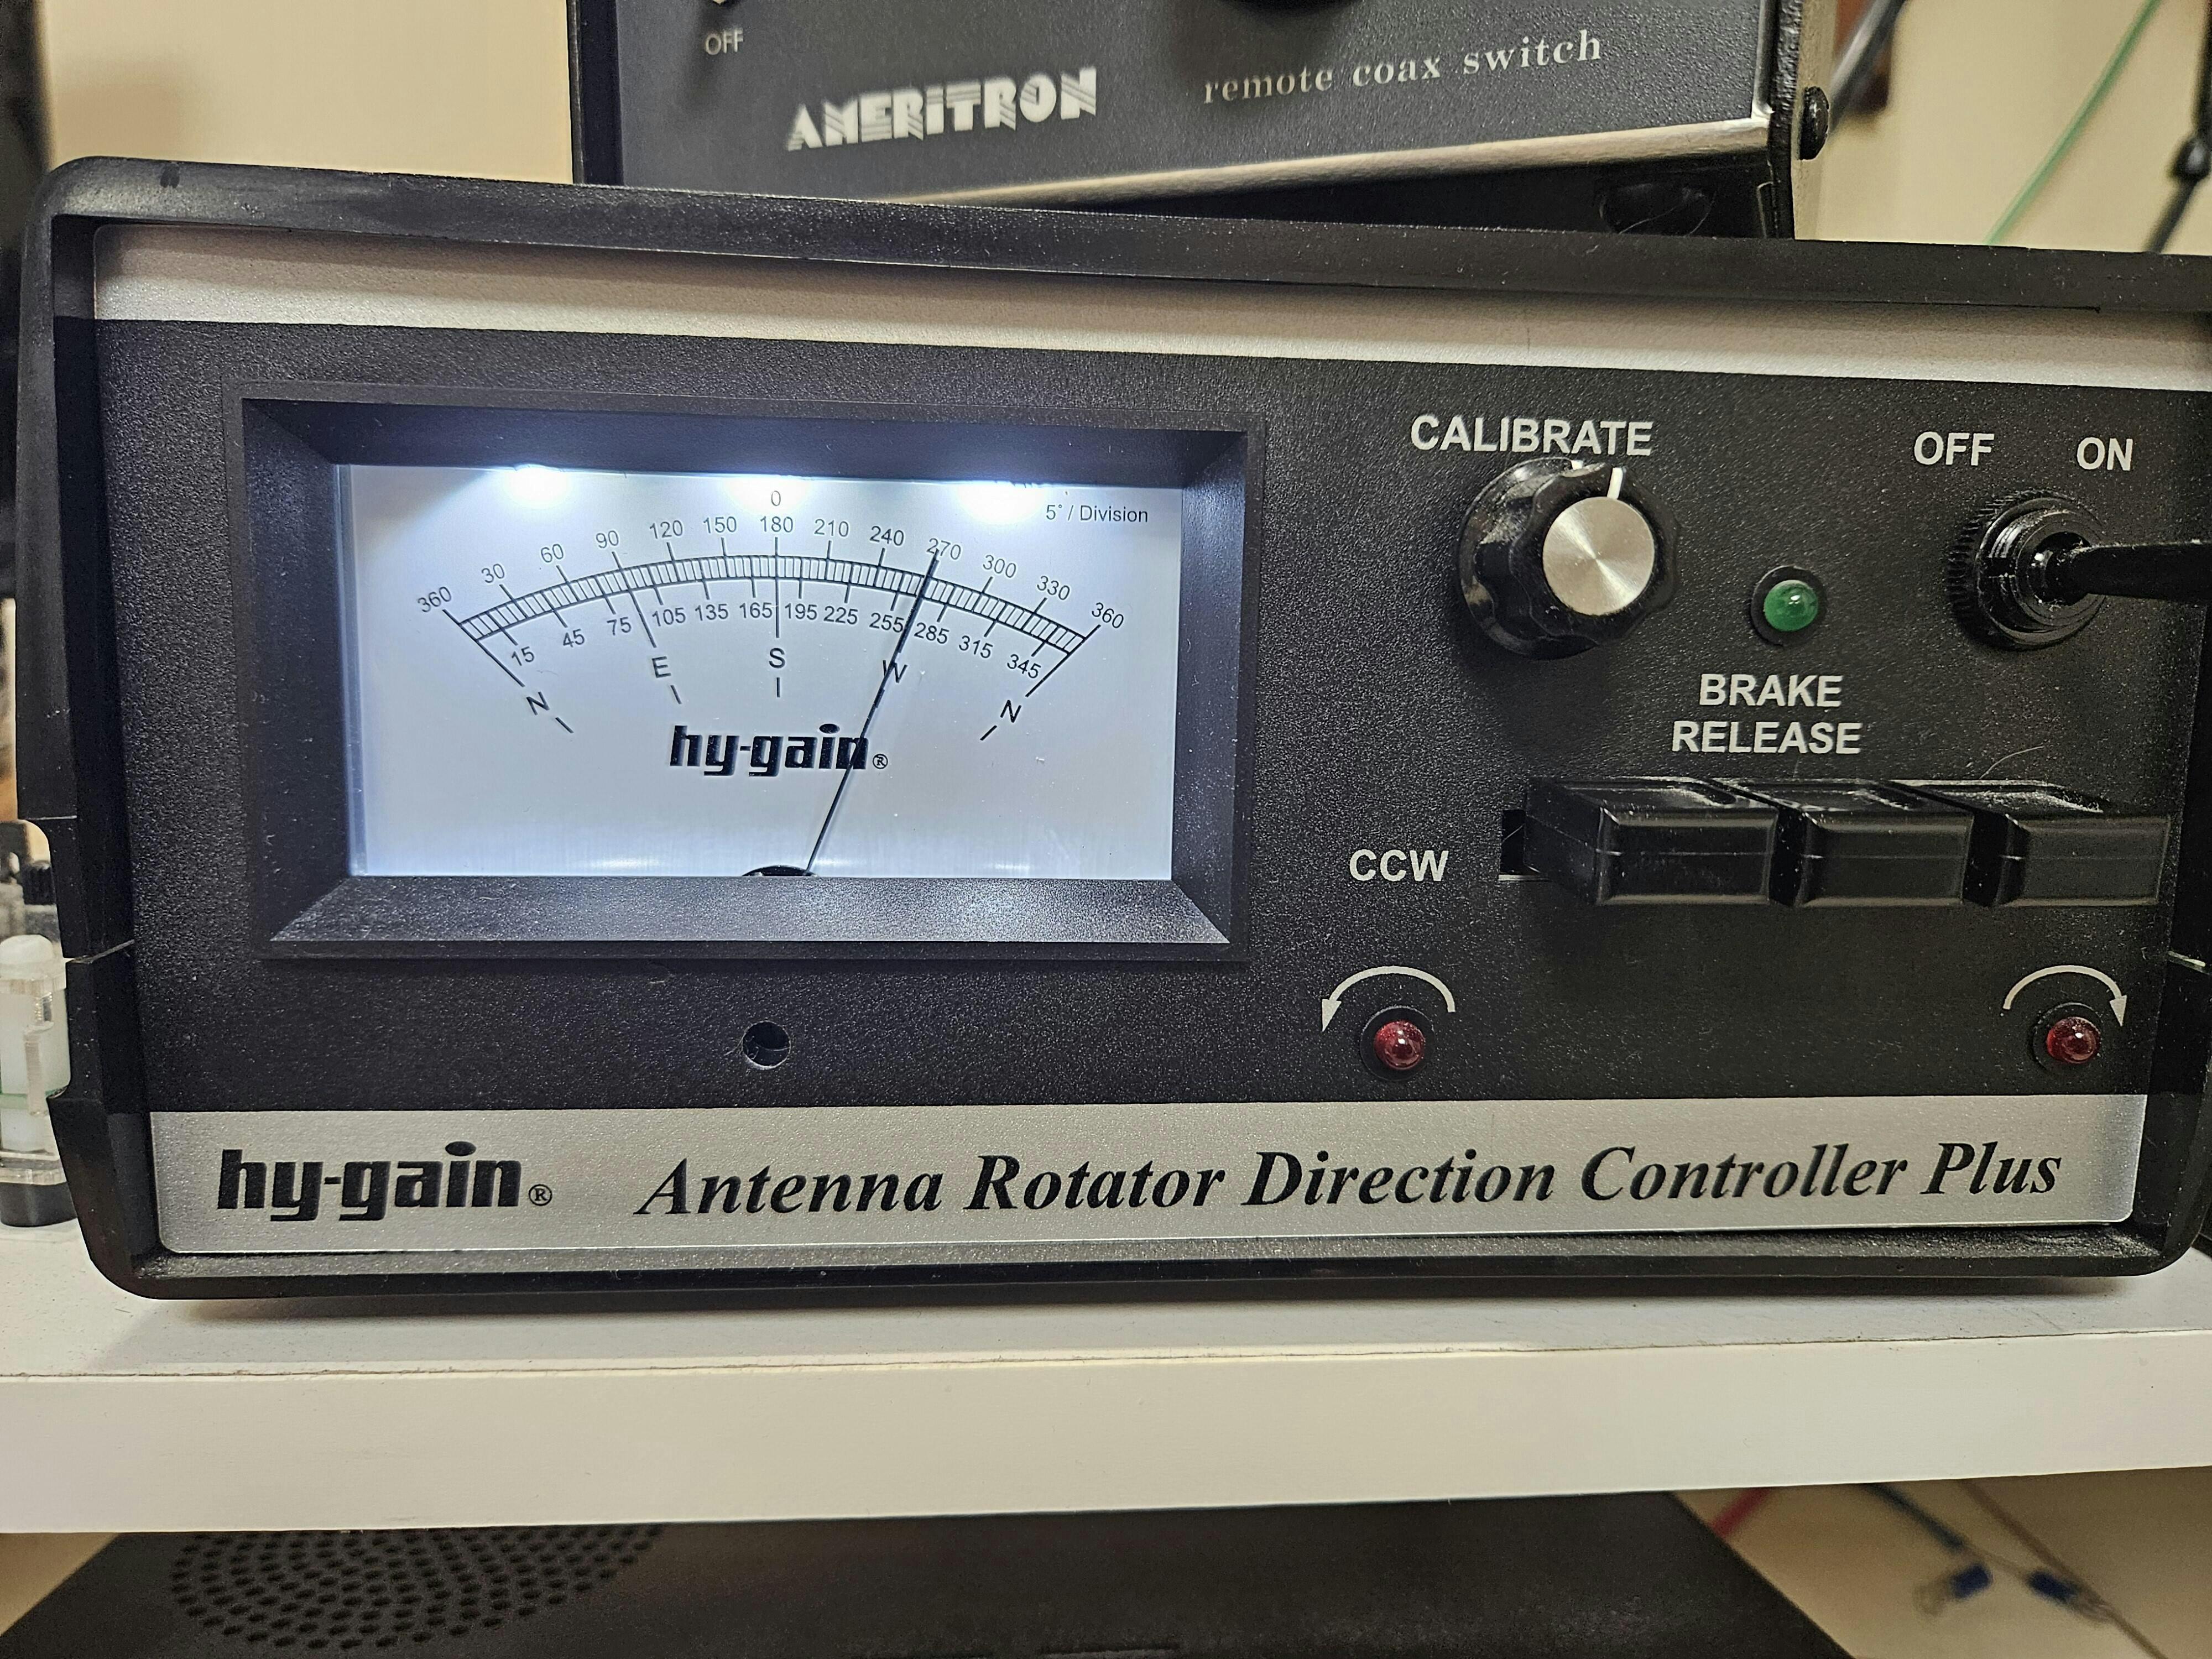 OFF
AMERITRON remote coax switch
CALIBRATE
OFF ON
0
5° / Division
360 30 60 90 120 150 180 210 240 270 300 330 360
15 45 75 105 135 165 195 225 255 285 315 345
N E S W N
hy-gain®
BRAKE
RELEASE
CCW
hy-gain® Antenna Rotator Direction Controller Plus